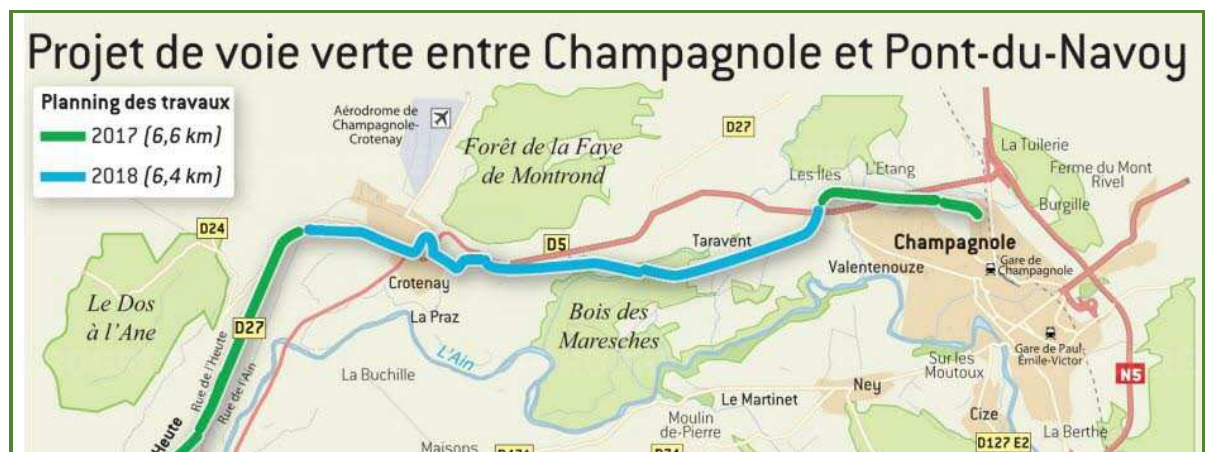 Projet de voie verte entre Champagnole et Pont-du-Navoy
Planning des travaux
2017 (6,6 km)
2018 (6,4 km)
Aérodrome de
Champagnole-
Crotenay
Forêt de la Faye
de Montrond
D27
La Tuilerie
Les Îles
L'Etang
Ferme du Mont
Rivel
Burgille
D24
D5
Taravent
Champagnole
Gare de
Champagnole
Valentenouze
Crotenay
Le Dos
à l'Ane
Bois des
Maresches
La Praz
D27
Rue de l'Heute
Rue de l'Ain
L'Ain
Gare de Paul-
Émile-Victor
Sur les
Moutoux
La Buchille
N5
Ney
Le Martinet
Cize
Moulin
de-Pierre
Heute
La Berthe
D127 E2
Maisons
D74